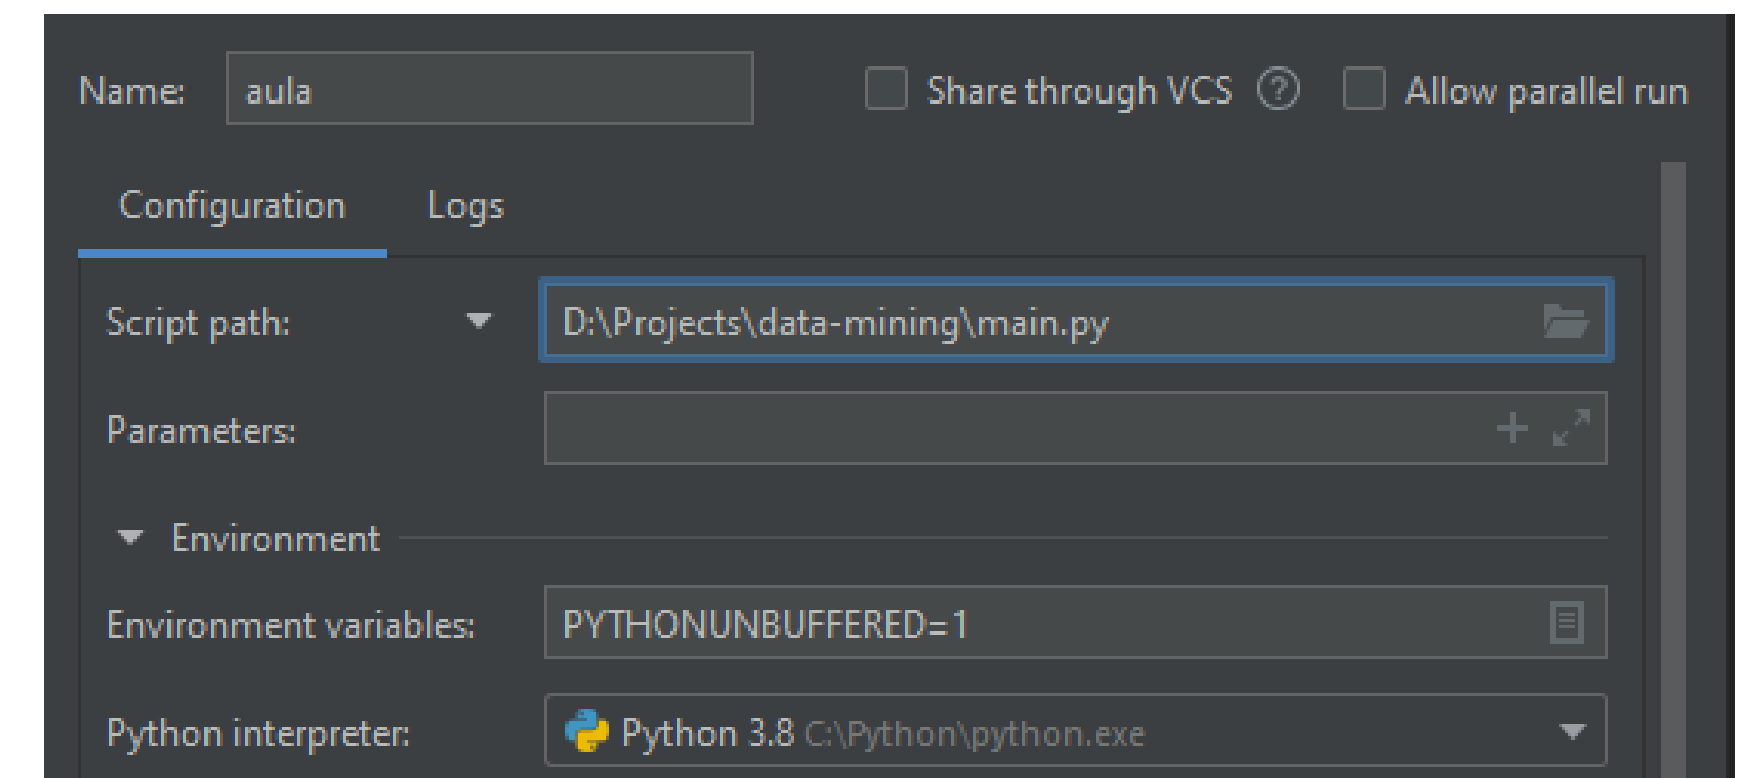 Name: aula Share through VCS ? Allow parallel run
Configuration Logs
Script path: D:\Projects\data-mining\main.py
Parameters:
Environment
Environment variables: PYTHONUNBUFFERED=1
Python interpreter: Python 3.8 C:\Python\python.exe